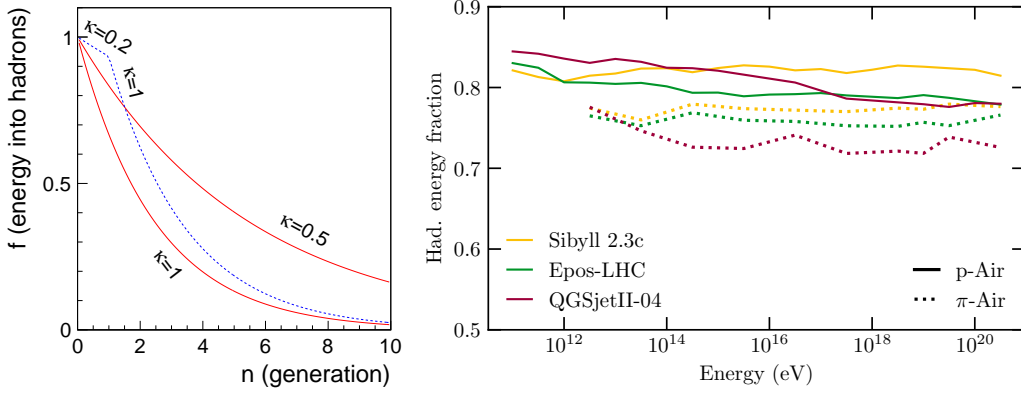 f (energy into hadrons)
1
0.5
0
κ=0.2
κ=1
κ=0.5
κ=1
0 2 4 6 8 10
n (generation)
Had. energy fraction
0.9
0.8
0.7
0.6
0.5
Sibyll 2.3c
Epos-LHC
QGSjetII-04
p-Air
π-Air
10^12 10^14 10^16 10^18 10^20
Energy (eV)